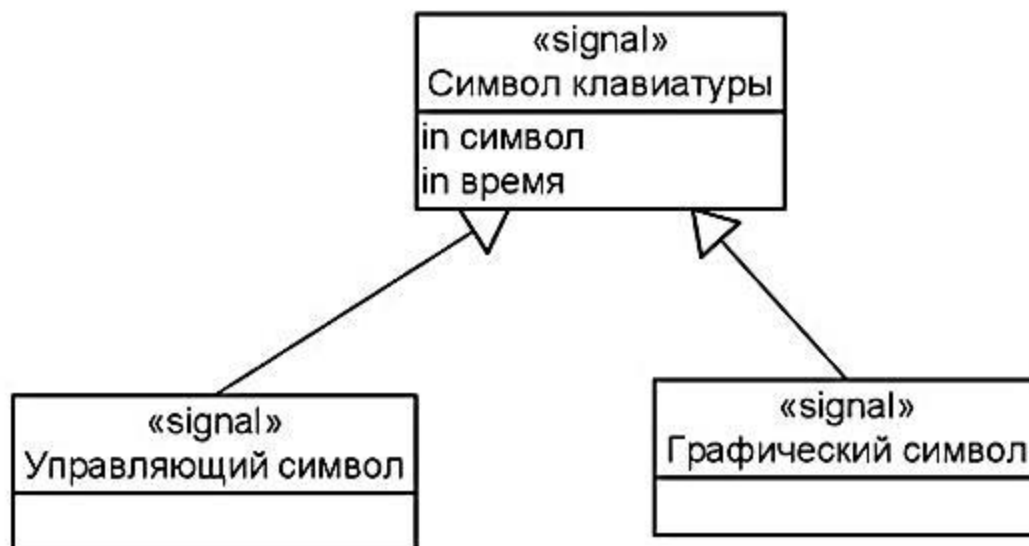 «signal»
Символ клавиатуры
in символ
in время
«signal»
Управляющий символ
«signal»
Графический символ